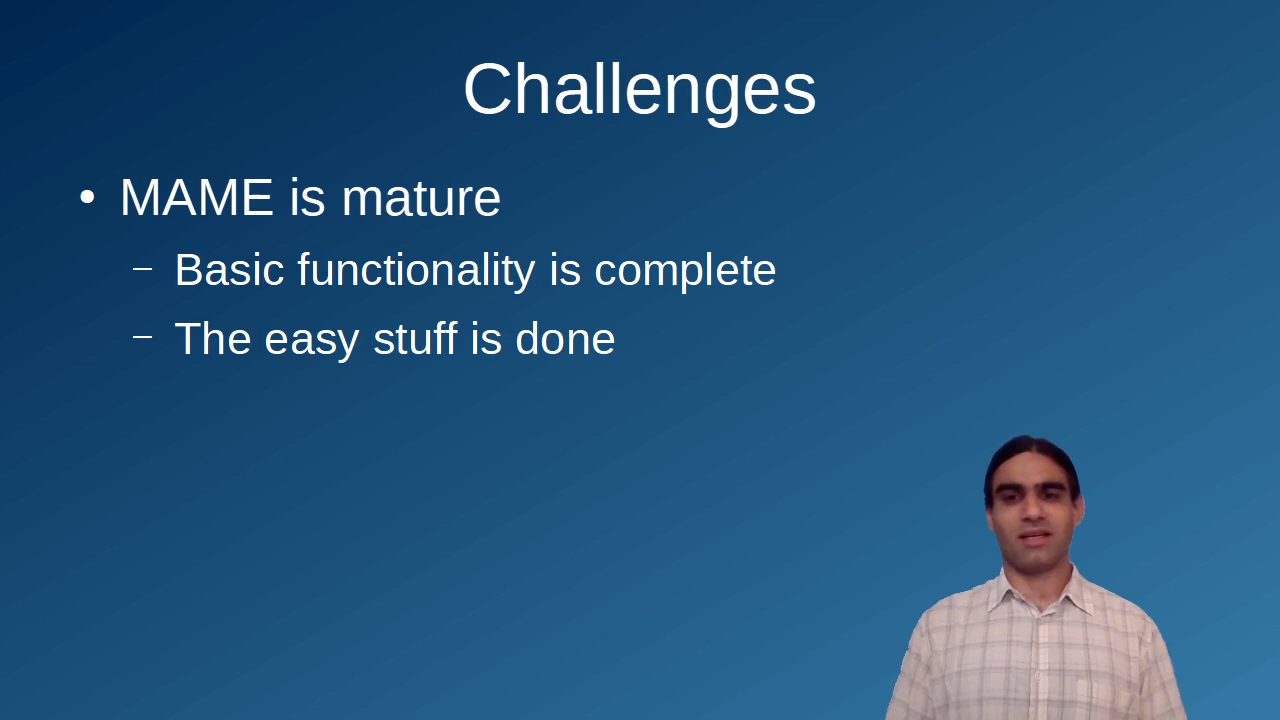 Challenges
• MAME is mature
– Basic functionality is complete
– The easy stuff is done